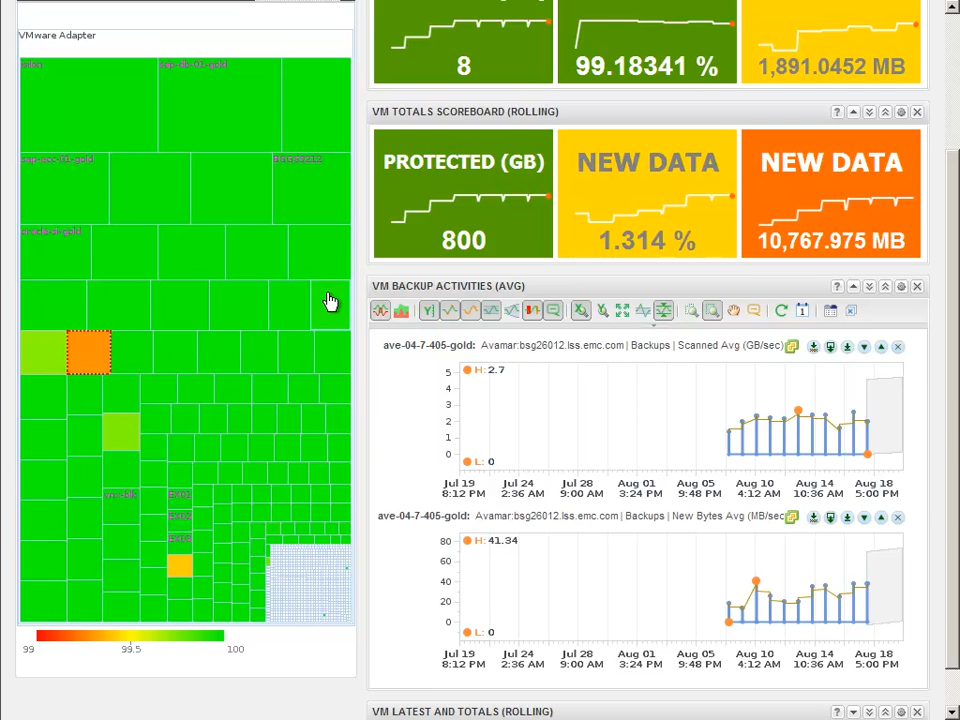 VMware Adapter
99
99.5
100
8
99.18341 %
1,891.0452 MB
VM TOTALS SCOREBOARD (ROLLING)
PROTECTED (GB)
NEW DATA
NEW DATA
800
1.314 %
10,767.975 MB
VM BACKUP ACTIVITIES (AVG)
ave-04-7-405-gold: Avamar:bsg26012.lss.emc.com | Backups | Scanned Avg (GB/sec)
H: 2.7
5
4
3
2
1
0
L: 0
Jul 19 Jul 24 Aug 01 Aug 05 Aug 10 Aug 14 Aug 18
8:12 PM 2:36 AM 9:00 AM 3:24 PM 9:48 PM 4:12 AM 10:36 AM 5:00 PM
ave-04-7-405-gold: Avamar:bsg26012.lss.emc.com | Backups | New Bytes Avg (MB/sec)
H: 41.34
80
60
40
20
0
L: 0
Jul 19 Jul 24 Jul 28 Aug 01 Aug 05 Aug 10 Aug 14 Aug 18
8:12 PM 2:36 AM 9:00 AM 3:24 PM 9:48 PM 4:12 AM 10:36 AM 5:00 PM
VM LATEST AND TOTALS (ROLLING)